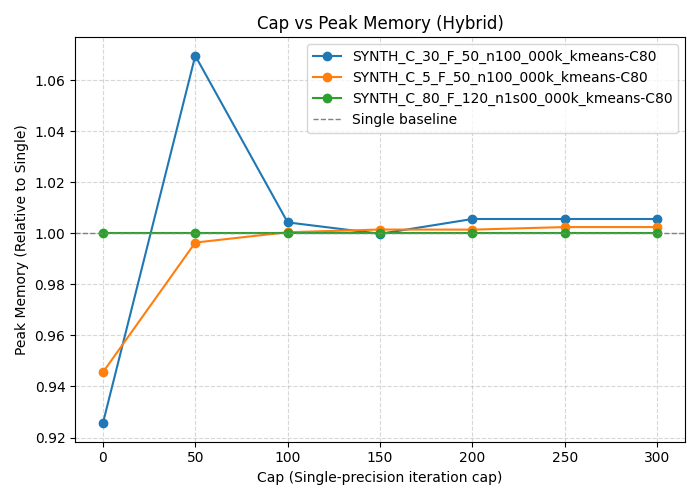 Cap vs Peak Memory (Hybrid)
SYNTH_C_30_F_50_n100_000k_kmeans-C80
SYNTH_C_5_F_50_n100_000k_kmeans-C80
SYNTH_C_80_F_120_n1s00_000k_kmeans-C80
Single baseline
Peak Memory (Relative to Single)
1.06
1.04
1.02
1.00
0.98
0.96
0.94
0.92
0 50 100 150 200 250 300
Cap (Single-precision iteration cap)